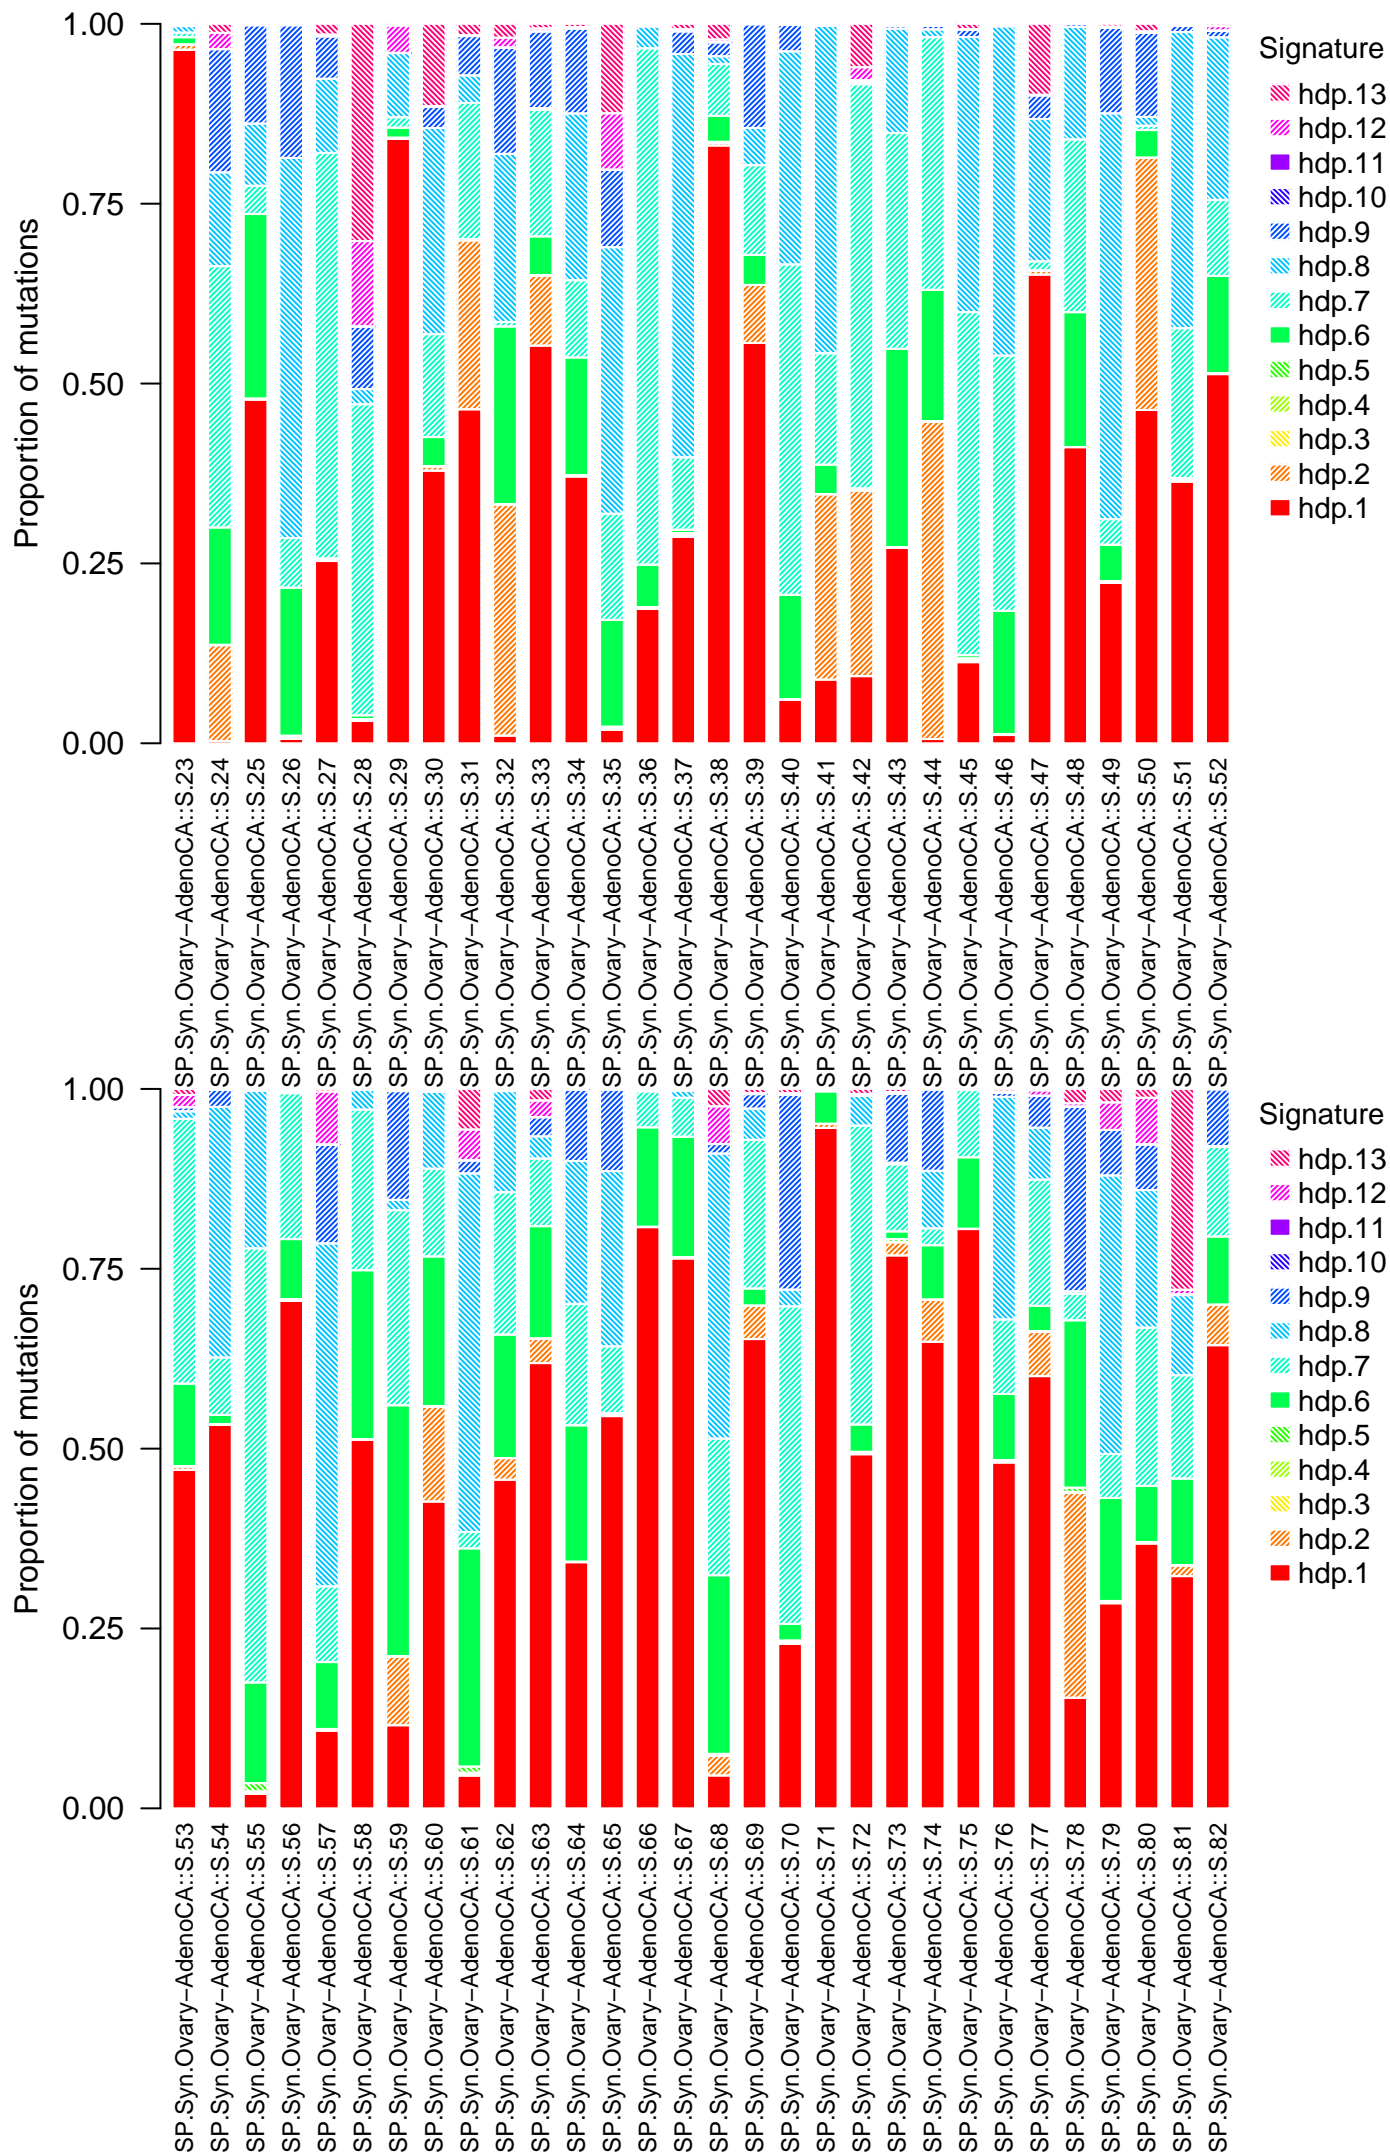 Proportion of mutations
1.00
0.75
0.50
0.25
0.00
SP.Syn.Ovary−AdenoCA::S.23
SP.Syn.Ovary−AdenoCA::S.24
SP.Syn.Ovary−AdenoCA::S.25
SP.Syn.Ovary−AdenoCA::S.26
SP.Syn.Ovary−AdenoCA::S.27
SP.Syn.Ovary−AdenoCA::S.28
SP.Syn.Ovary−AdenoCA::S.29
SP.Syn.Ovary−AdenoCA::S.30
SP.Syn.Ovary−AdenoCA::S.31
SP.Syn.Ovary−AdenoCA::S.32
SP.Syn.Ovary−AdenoCA::S.33
SP.Syn.Ovary−AdenoCA::S.34
SP.Syn.Ovary−AdenoCA::S.35
SP.Syn.Ovary−AdenoCA::S.36
SP.Syn.Ovary−AdenoCA::S.37
SP.Syn.Ovary−AdenoCA::S.38
SP.Syn.Ovary−AdenoCA::S.39
SP.Syn.Ovary−AdenoCA::S.40
SP.Syn.Ovary−AdenoCA::S.41
SP.Syn.Ovary−AdenoCA::S.42
SP.Syn.Ovary−AdenoCA::S.43
SP.Syn.Ovary−AdenoCA::S.44
SP.Syn.Ovary−AdenoCA::S.45
SP.Syn.Ovary−AdenoCA::S.46
SP.Syn.Ovary−AdenoCA::S.47
SP.Syn.Ovary−AdenoCA::S.48
SP.Syn.Ovary−AdenoCA::S.49
SP.Syn.Ovary−AdenoCA::S.50
SP.Syn.Ovary−AdenoCA::S.51
SP.Syn.Ovary−AdenoCA::S.52
Signature
hdp.13
hdp.12
hdp.11
hdp.10
hdp.9
hdp.8
hdp.7
hdp.6
hdp.5
hdp.4
hdp.3
hdp.2
hdp.1
Proportion of mutations
1.00
0.75
0.50
0.25
0.00
SP.Syn.Ovary−AdenoCA::S.53
SP.Syn.Ovary−AdenoCA::S.54
SP.Syn.Ovary−AdenoCA::S.55
SP.Syn.Ovary−AdenoCA::S.56
SP.Syn.Ovary−AdenoCA::S.57
SP.Syn.Ovary−AdenoCA::S.58
SP.Syn.Ovary−AdenoCA::S.59
SP.Syn.Ovary−AdenoCA::S.60
SP.Syn.Ovary−AdenoCA::S.61
SP.Syn.Ovary−AdenoCA::S.62
SP.Syn.Ovary−AdenoCA::S.63
SP.Syn.Ovary−AdenoCA::S.64
SP.Syn.Ovary−AdenoCA::S.65
SP.Syn.Ovary−AdenoCA::S.66
SP.Syn.Ovary−AdenoCA::S.67
SP.Syn.Ovary−AdenoCA::S.68
SP.Syn.Ovary−AdenoCA::S.69
SP.Syn.Ovary−AdenoCA::S.70
SP.Syn.Ovary−AdenoCA::S.71
SP.Syn.Ovary−AdenoCA::S.72
SP.Syn.Ovary−AdenoCA::S.73
SP.Syn.Ovary−AdenoCA::S.74
SP.Syn.Ovary−AdenoCA::S.75
SP.Syn.Ovary−AdenoCA::S.76
SP.Syn.Ovary−AdenoCA::S.77
SP.Syn.Ovary−AdenoCA::S.78
SP.Syn.Ovary−AdenoCA::S.79
SP.Syn.Ovary−AdenoCA::S.80
SP.Syn.Ovary−AdenoCA::S.81
SP.Syn.Ovary−AdenoCA::S.82
Signature
hdp.13
hdp.12
hdp.11
hdp.10
hdp.9
hdp.8
hdp.7
hdp.6
hdp.5
hdp.4
hdp.3
hdp.2
hdp.1